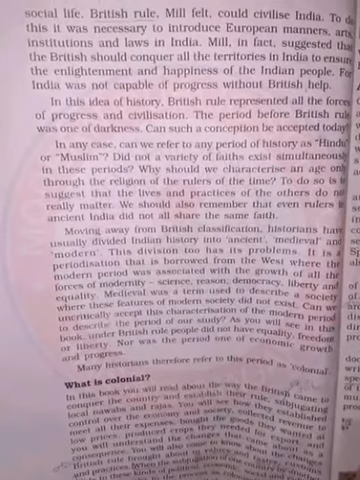 social life. British rule, Mill felt, could civilise India. To do
this it was necessary to introduce European manners, arts,
institutions and laws in India. Mill, in fact, suggested that
the British should conquer all the territories in India to ensure
the enlightenment and happiness of the Indian people. For
India was not capable of progress without British help.
In this idea of history, British rule represented all the forces
of progress and civilisation. The period before British rule
was one of darkness. Can such a conception be accepted today?
In any case, can we refer to any period of history as "Hindu"
or "Muslim"? Did not a variety of faiths exist simultaneously
in these periods? Why should we characterise an age only
through the religion of the rulers of the time? To do so is to
suggest that the lives and practices of the others do not
really matter. We should also remember that even rulers in
ancient India did not all share the same faith.
Moving away from British classification, historians have
usually divided Indian history into 'ancient', 'medieval' and
'modern'. This division too has its problems. It is a
periodisation that is borrowed from the West where the
modern period was associated with the growth of all the
forces of modernity – science, reason, democracy, liberty and
equality. Medieval was a term used to describe a society
where these features of modern society did not exist. Can we
uncritically accept this characterisation of the modern period
to describe the period of our study? As you will see in this
book, under British rule people did not have equality, freedom
or liberty. Nor was the period one of economic growth
and progress.
Many historians therefore refer to this period as 'colonial'.
What is colonial?
In this book you will read about the way the British came to
conquer the country and establish their rule, subjugating
local nawabs and rajas. You will see how they established
control over the economy and society, collected revenue to
meet all their expenses, bought the goods they wanted at
low prices, produced crops they needed for export, and
you will understand the changes that came about as a
consequence. You will also come to know about the changes
British rule brought about in values and tastes, customs
and practices. When the subjugation of one country by
these kinds of political, economic, social and